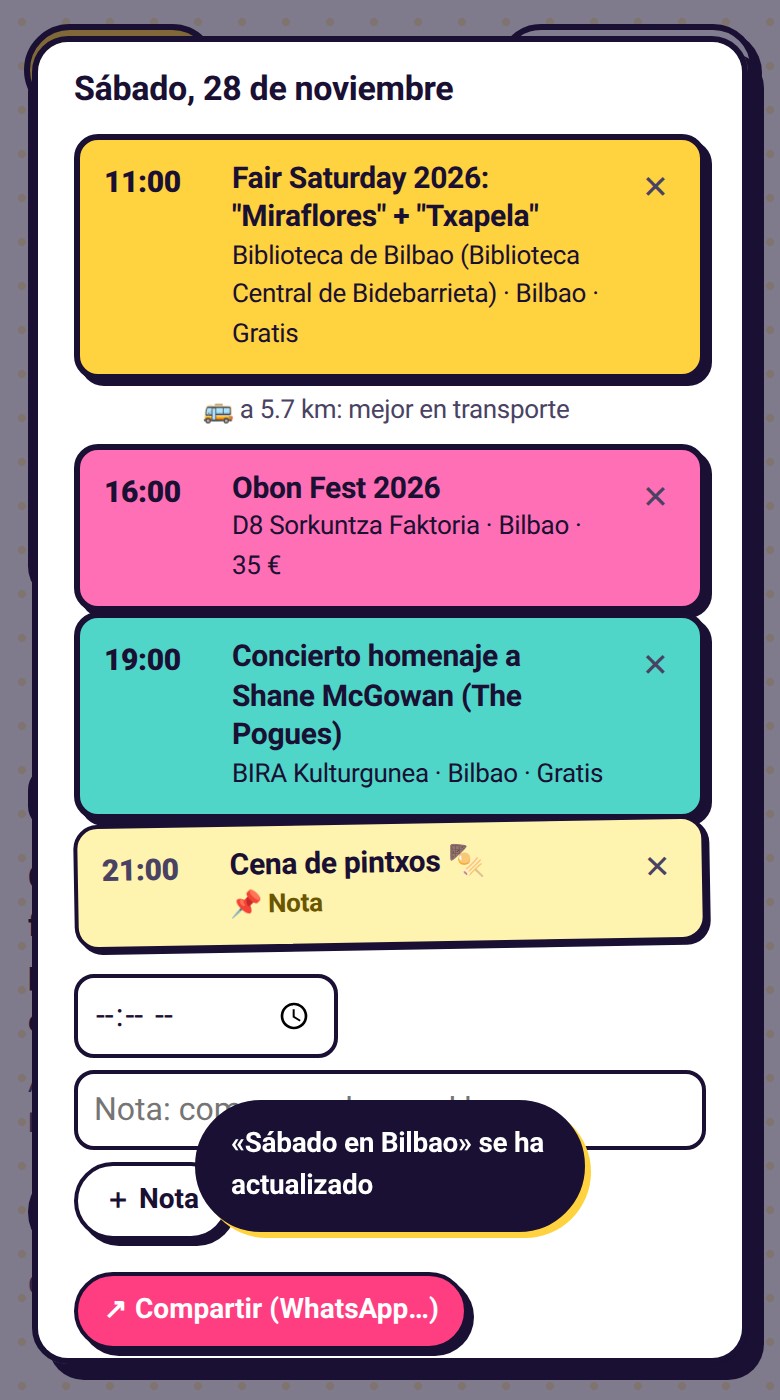 Sábado, 28 de noviembre
11:00
Fair Saturday 2026:
"Miraflores" + "Txapela"
Biblioteca de Bilbao (Biblioteca
Central de Bidebarrieta) · Bilbao ·
Gratis
a 5.7 km: mejor en transporte
16:00
Obon Fest 2026
D8 Sorkuntza Faktoria · Bilbao ·
35 €
19:00
Concierto homenaje a
Shane McGowan (The
Pogues)
BIRA Kulturgunea · Bilbao · Gratis
21:00
Cena de pintxos
Nota
--:-- --
Nota:
«Sábado en Bilbao» se ha
actualizado
+ Nota
↗ Compartir (WhatsApp…)